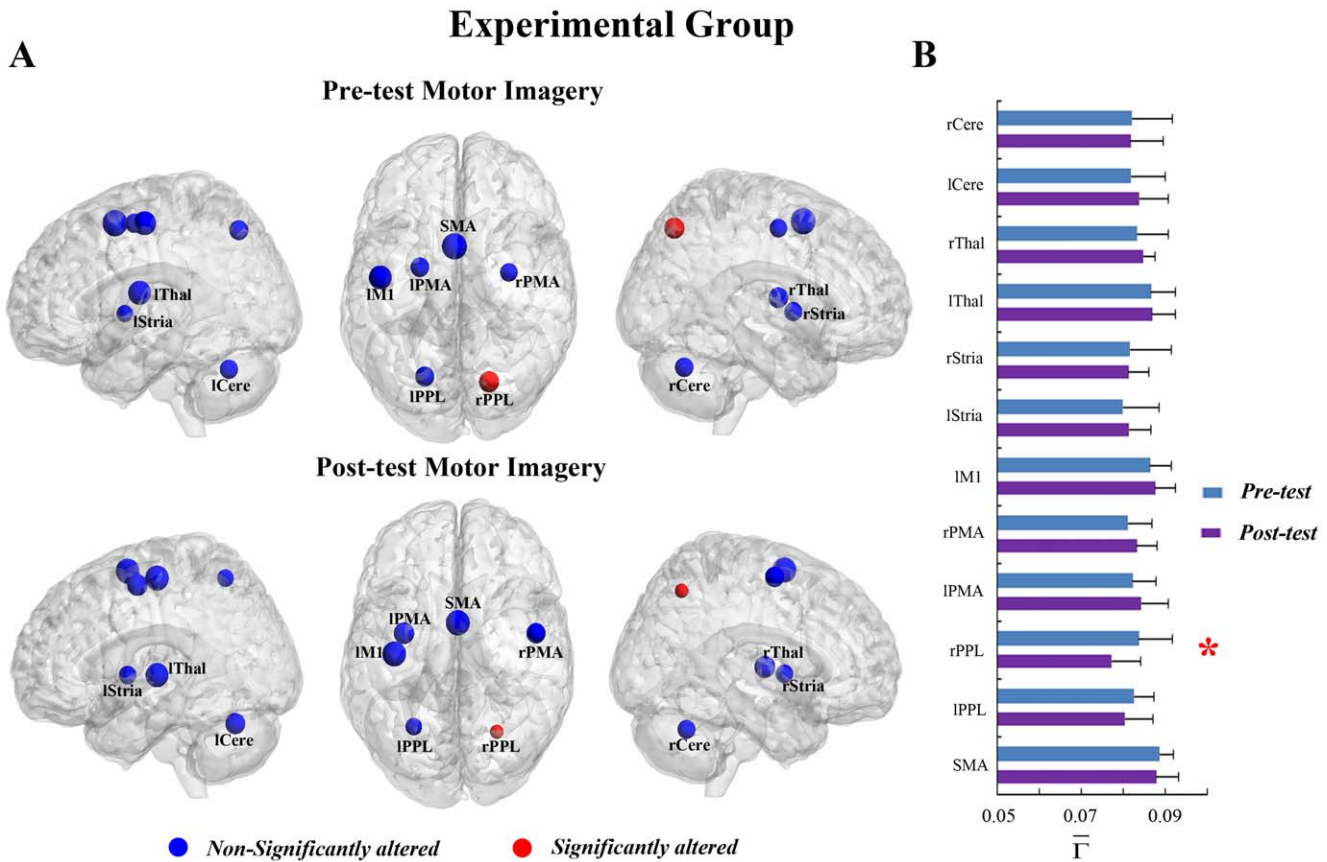 Experimental Group
A
Pre-test Motor Imagery
SMA
lPMA
rPMA
lM1
lThal
lStria
lCere
lPPL
rPPL
rThal
rStria
rCere
Post-test Motor Imagery
SMA
lPMA
lM1
rPMA
lThal
lStria
lCere
lPPL
rPPL
rThal
rStria
rCere
Non-Significantly altered
Significantly altered
B
rCere
lCere
rThal
lThal
rStria
lStria
lM1
rPMA
lPMA
rPPL
*
lPPL
SMA
Pre-test
Post-test
0.05 0.07 0.09
Γ̅